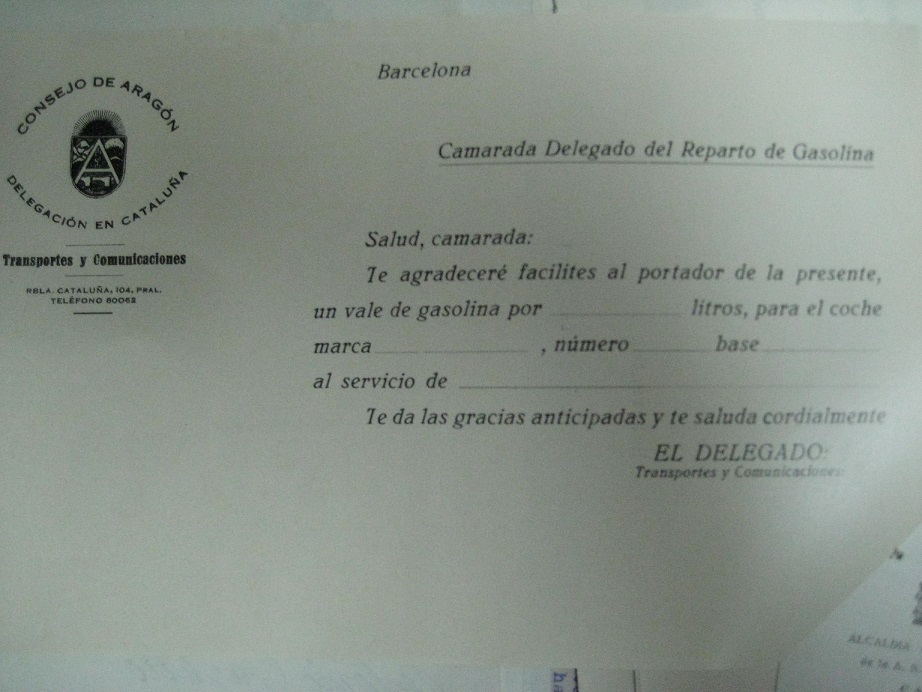 CONSEJO DE ARAGÓN
DELEGACIÓN EN CATALUÑA
Transportes y Comunicaciones
RBLA. CATALUÑA, 104, PRAL.
TELÉFONO 80062
Barcelona
Camarada Delegado del Reparto de Gasolina
Salud, camarada:
Te agradeceré facilites al portador de la presente,
un vale de gasolina por litros, para el coche
marca , número base
al servicio de
Te da las gracias anticipadas y te saluda cordialmente
EL DELEGADO:
Transportes y Comunicaciones
ALCALDIA
de la A.